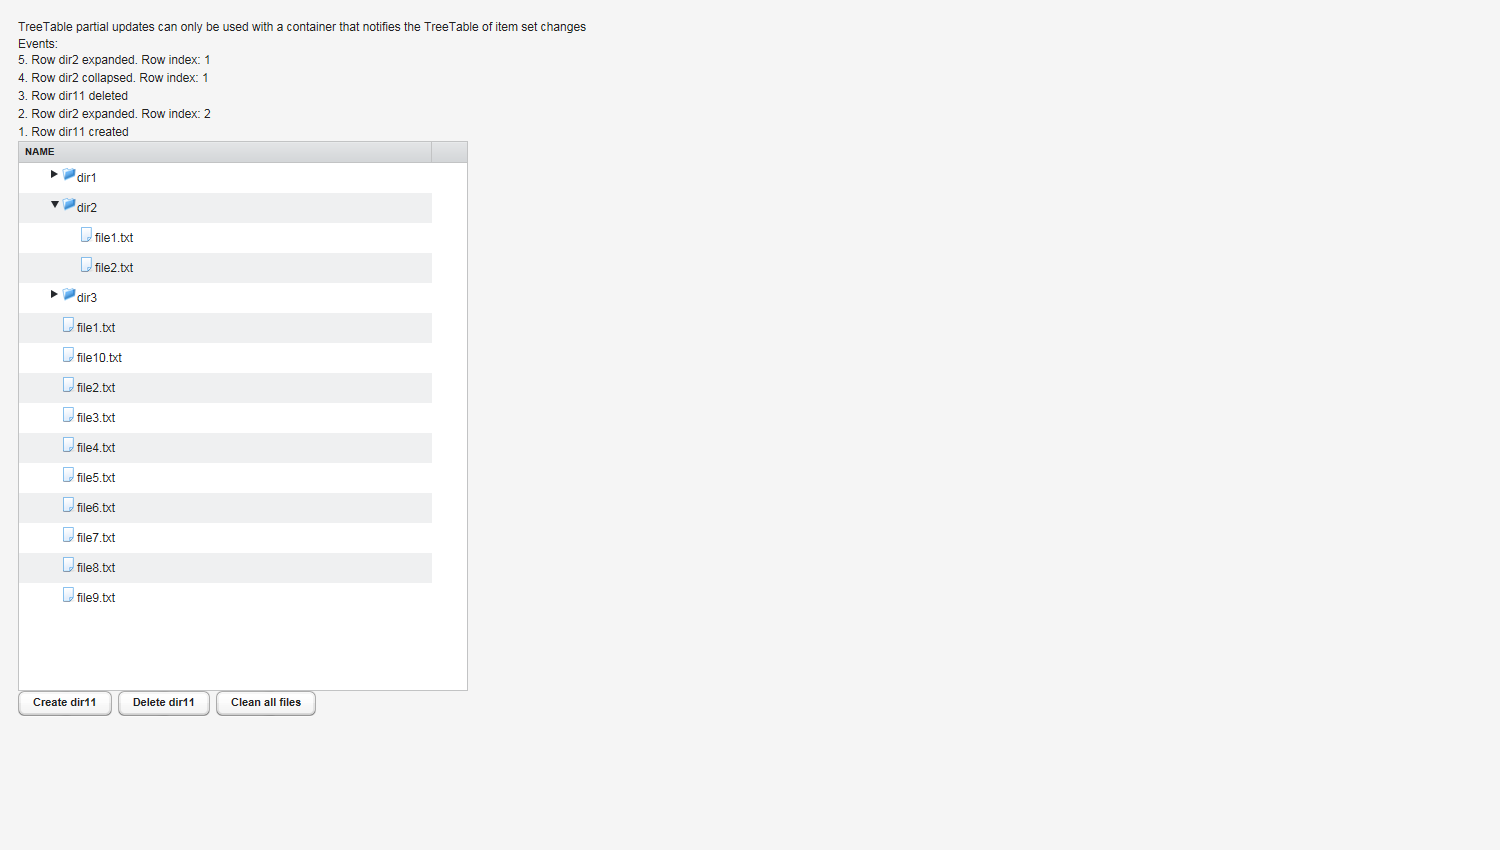 TreeTable partial updates can only be used with a container that notifies the TreeTable of item set changes
Events:
5. Row dir2 expanded. Row index: 1
4. Row dir2 collapsed. Row index: 1
3. Row dir11 deleted
2. Row dir2 expanded. Row index: 2
1. Row dir11 created
NAME
dir1
dir2
file1.txt
file2.txt
dir3
file1.txt
file10.txt
file2.txt
file3.txt
file4.txt
file5.txt
file6.txt
file7.txt
file8.txt
file9.txt
Create dir11 Delete dir11 Clean all files